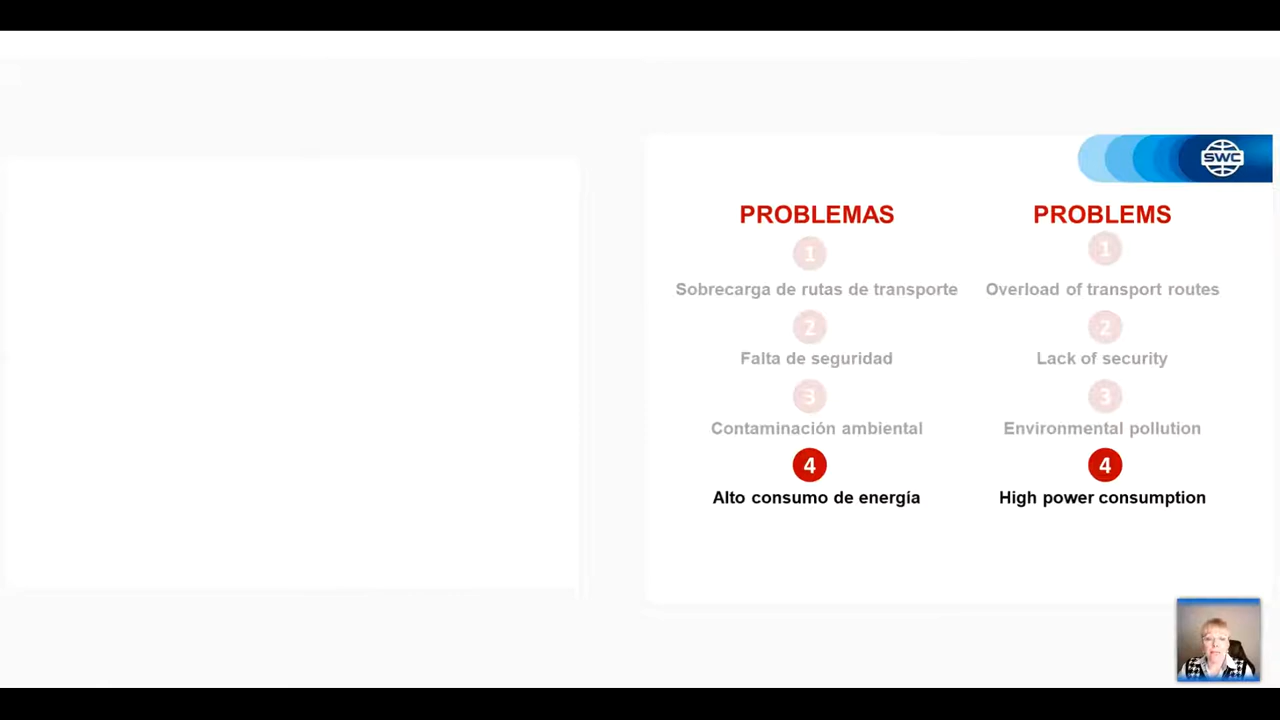 SWC
PROBLEMAS
1
Sobrecarga de rutas de transporte
2
Falta de seguridad
3
Contaminación ambiental
4
Alto consumo de energía
PROBLEMS
1
Overload of transport routes
2
Lack of security
3
Environmental pollution
4
High power consumption